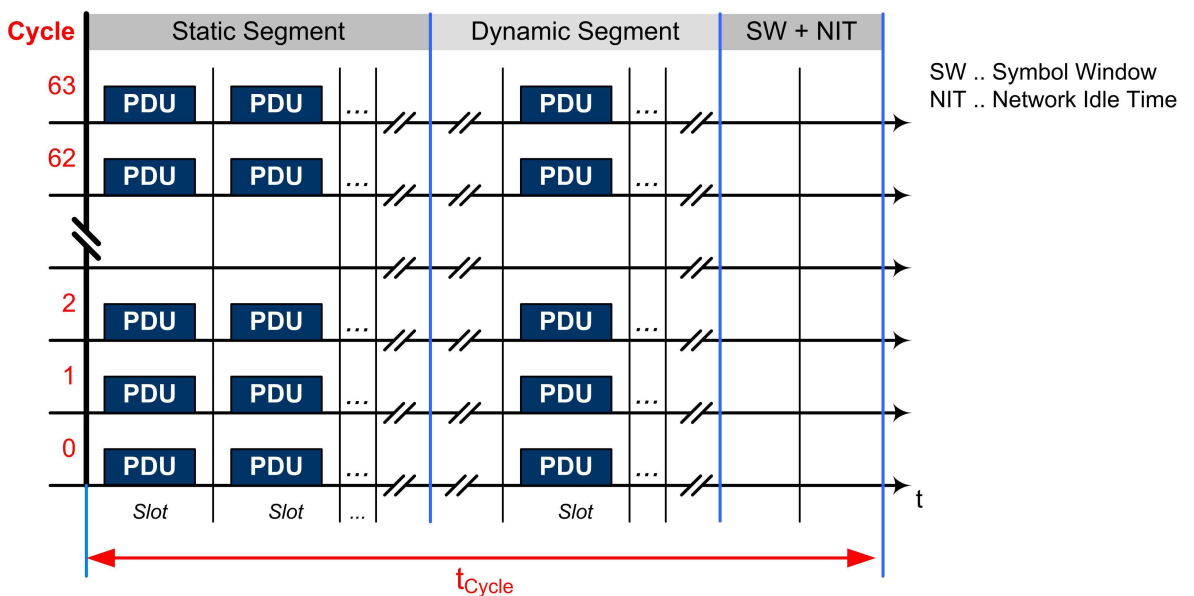 Cycle Static Segment Dynamic Segment SW + NIT
SW .. Symbol Window
NIT .. Network Idle Time
63 PDU PDU ... PDU ...
62 PDU PDU ... PDU ...
2 PDU PDU ... PDU ...
1 PDU PDU ... PDU ...
0 PDU PDU ... PDU ...
t
Slot Slot ... Slot
tCycle